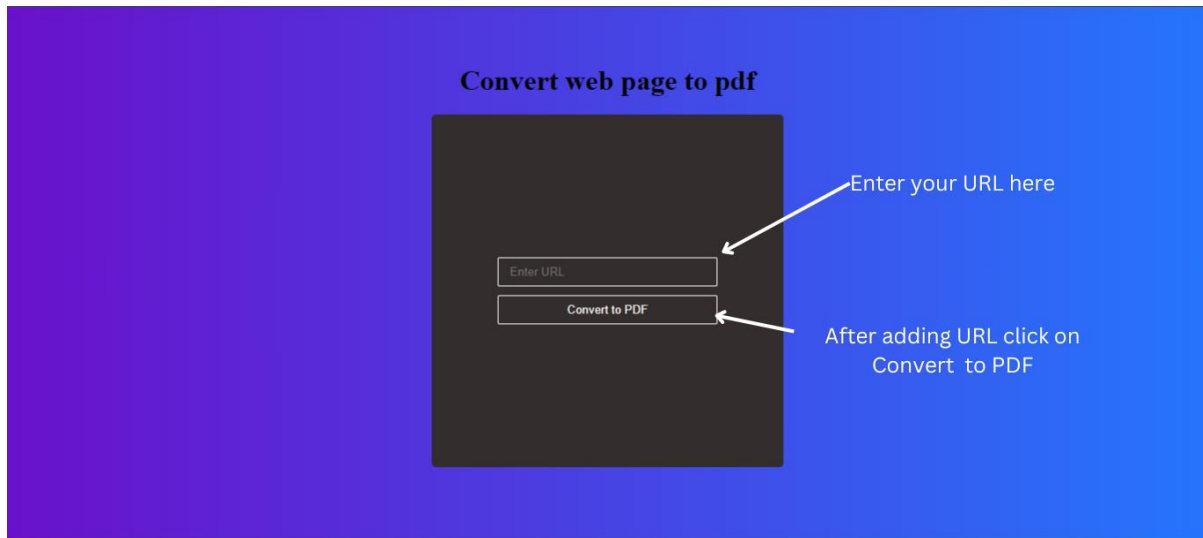 Convert web page to pdf
Enter your URL here
Enter URL
Convert to PDF
After adding URL click on
Convert to PDF